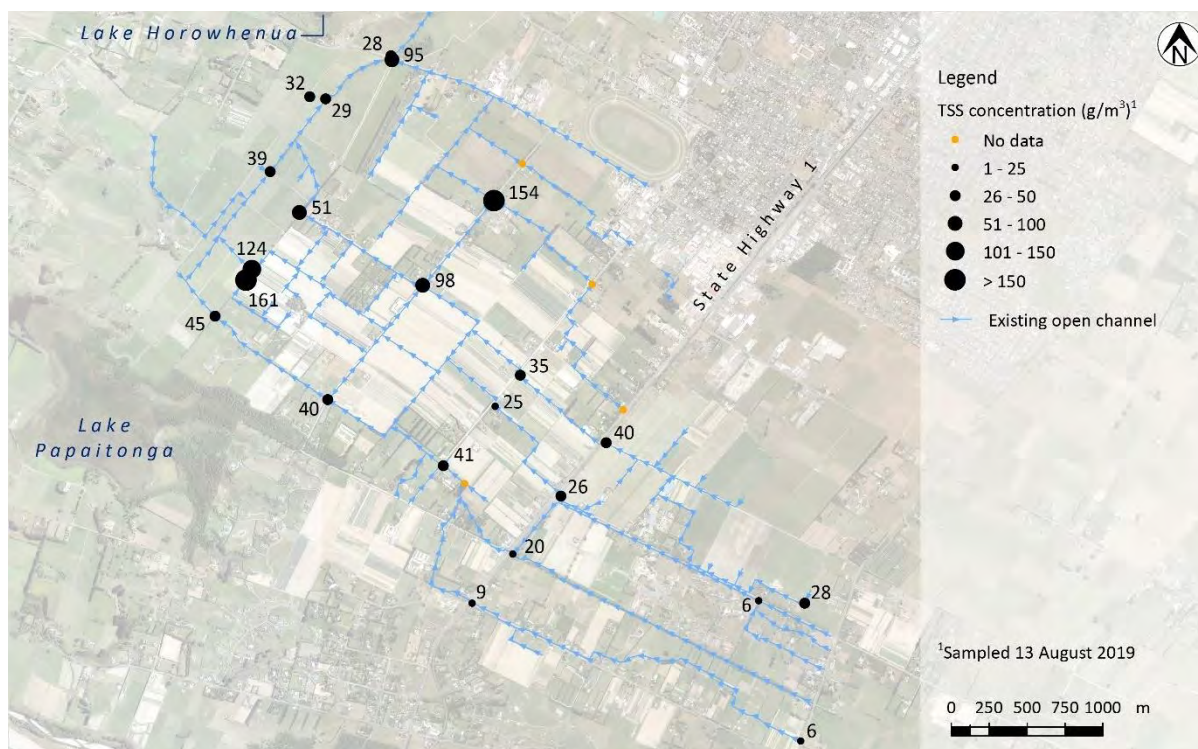 Lake Horowhenua
28
95
32
29
39
154
51
124
98
161
45
35
25
40
40
Lake
Papaitonga
41
26
20
9
6
28
6
State Highway 1
N
Legend
TSS concentration (g/m³)¹
No data
1 - 25
26 - 50
51 - 100
101 - 150
> 150
Existing open channel
¹Sampled 13 August 2019
0 250 500 750 1000 m